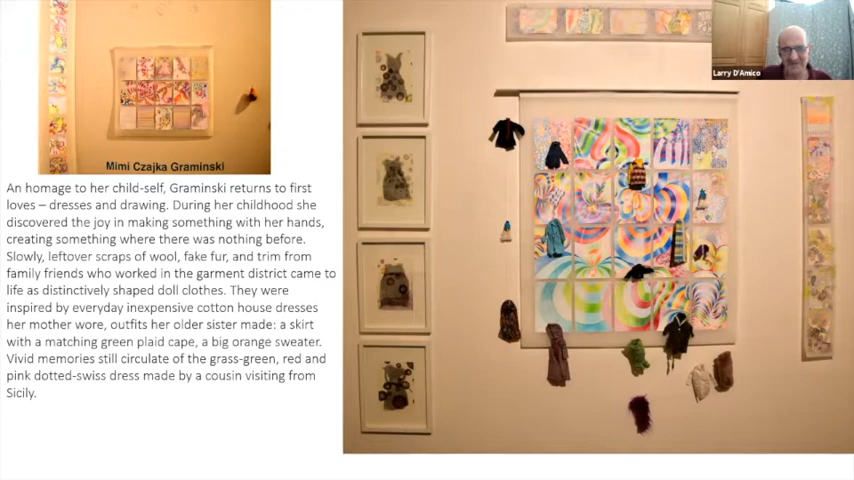 Larry D'Amico
Mimi Czajka Graminski
An homage to her child-self, Graminski returns to first
loves – dresses and drawing. During her childhood she
discovered the joy in making something with her hands,
creating something where there was nothing before.
Slowly, leftover scraps of wool, fake fur, and trim from
family friends who worked in the garment district came to
life as distinctively shaped doll clothes. They were
inspired by everyday inexpensive cotton house dresses
her mother wore, outfits her older sister made: a skirt
with a matching green plaid cape, a big orange sweater.
Vivid memories still circulate of the grass-green, red and
pink dotted-swiss dress made by a cousin visiting from
Sicily.